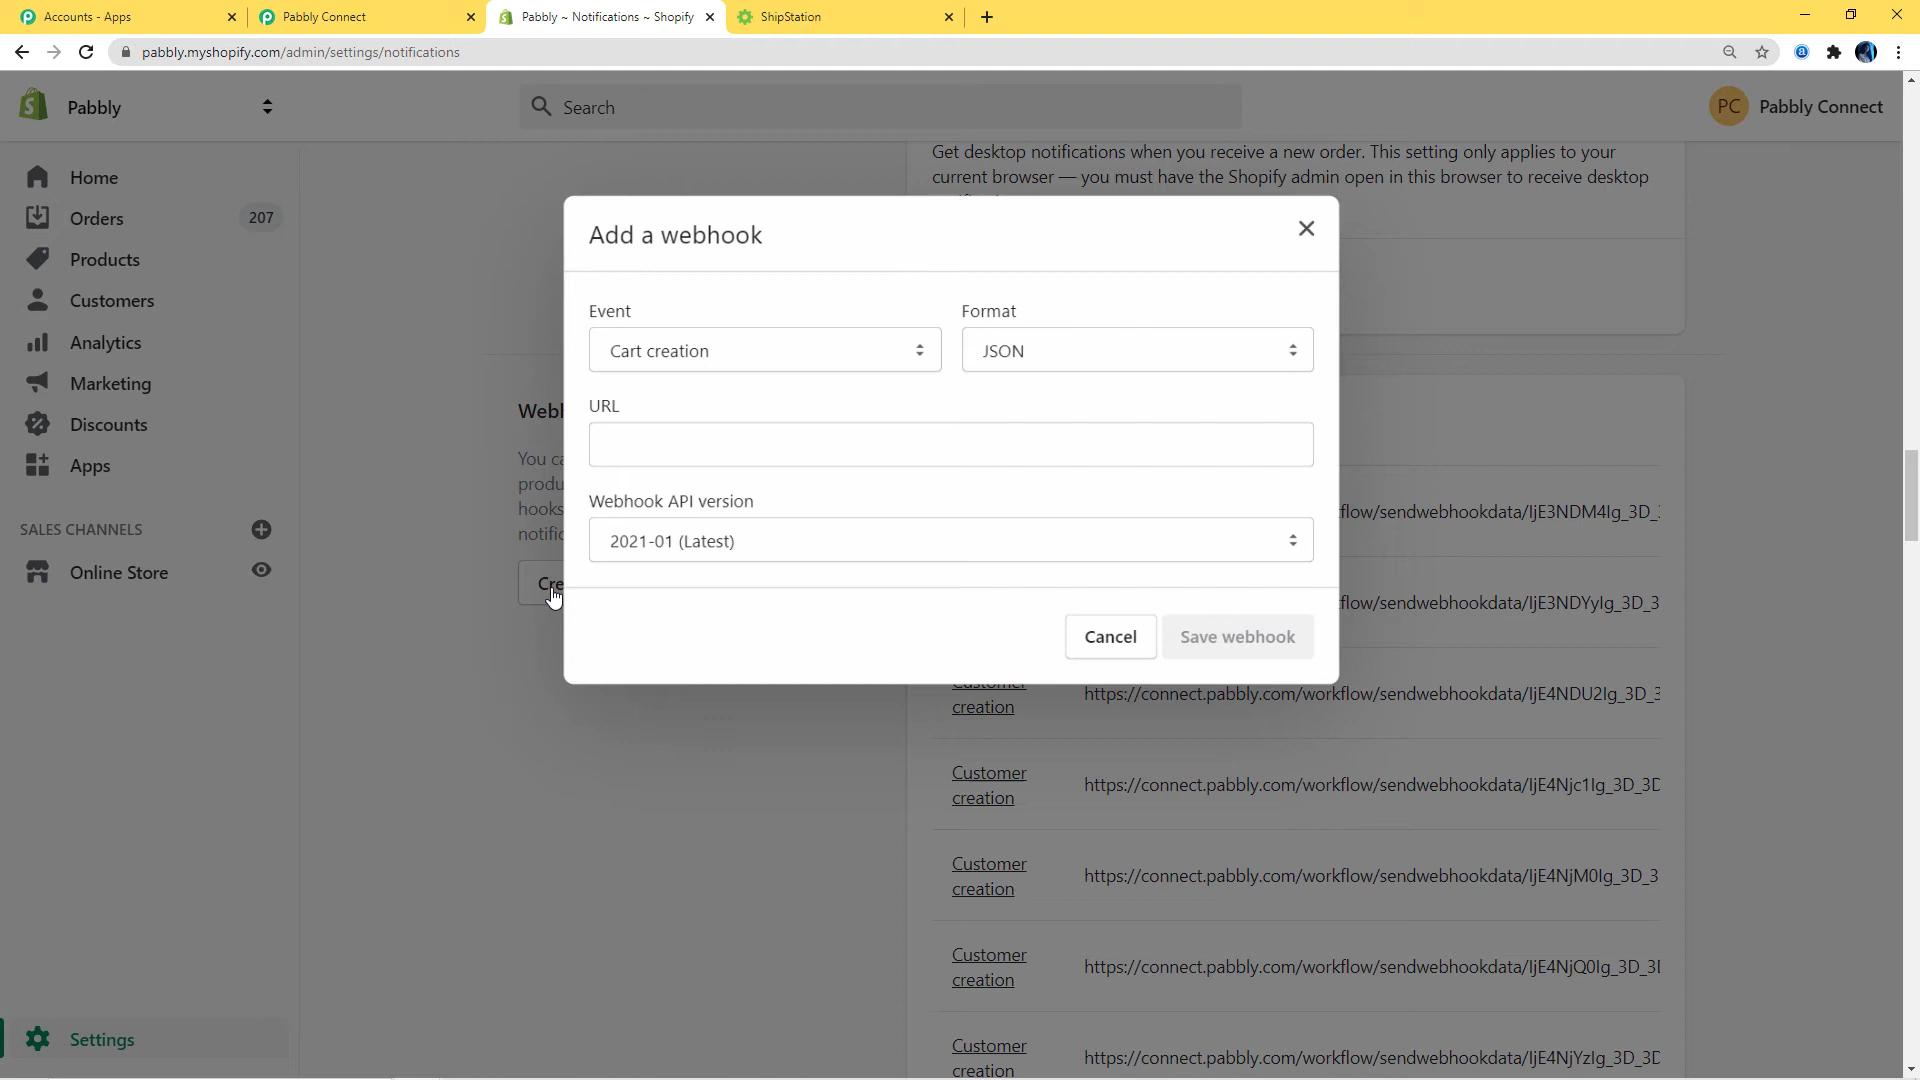 Accounts - Apps
Pabbly Connect
Pabbly ~ Notifications ~ Shopify
ShipStation
pabbly.myshopify.com/admin/settings/notifications
Pabbly
Search
PC Pabbly Connect
Home
Orders 207
Products
Customers
Analytics
Marketing
Discounts
Apps
SALES CHANNELS
Online Store
Settings
Get desktop notifications when you receive a new order. This setting only applies to your
current browser — you must have the Shopify admin open in this browser to receive desktop
Add a webhook
Event
Format
Cart creation
JSON
URL
Webhook API version
2021-01 (Latest)
Cancel
Save webhook
Webh
You ca
produ
hooks
notific
Cre
Customer
creation
https://connect.pabbly.com/workflow/sendwebhookdata/IjE4NDU2Ig_3D_3
Customer
creation
https://connect.pabbly.com/workflow/sendwebhookdata/IjE4Njc1Ig_3D_3D
Customer
creation
https://connect.pabbly.com/workflow/sendwebhookdata/IjE4NjM0Ig_3D_3
Customer
creation
https://connect.pabbly.com/workflow/sendwebhookdata/IjE4NjQ0Ig_3D_3
Customer
creation
https://connect.pabbly.com/workflow/sendwebhookdata/IjE4NjYzIg_3D_3D
flow/sendwebhookdata/IjE3NDM4Ig_3D_
flow/sendwebhookdata/IjE3NDYyIg_3D_3